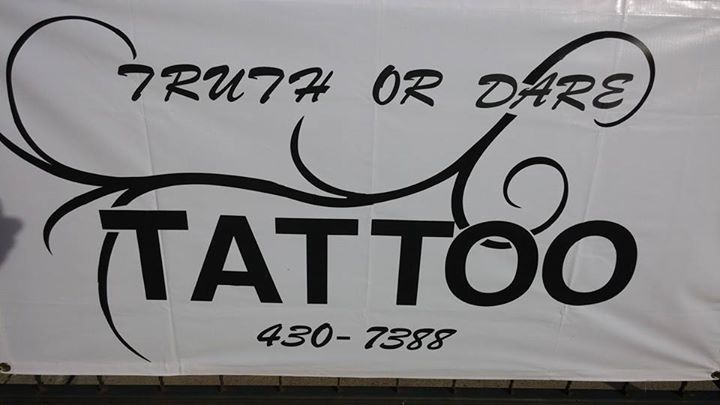 TRUTH OR DARE
TATTOO
430-7388